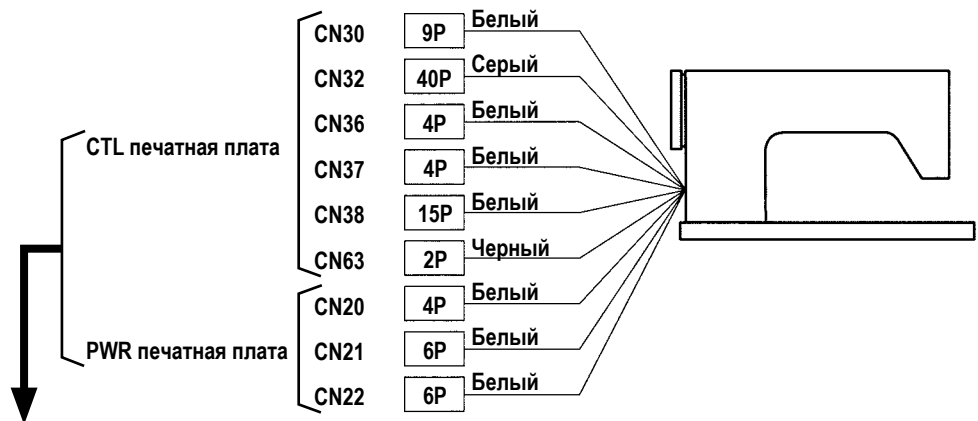 CN30 9P Белый
CN32 40P Серый
CN36 4P Белый
CTL печатная плата
CN37 4P Белый
CN38 15P Белый
CN63 2P Черный
CN20 4P Белый
PWR печатная плата
CN21 6P Белый
CN22 6P Белый